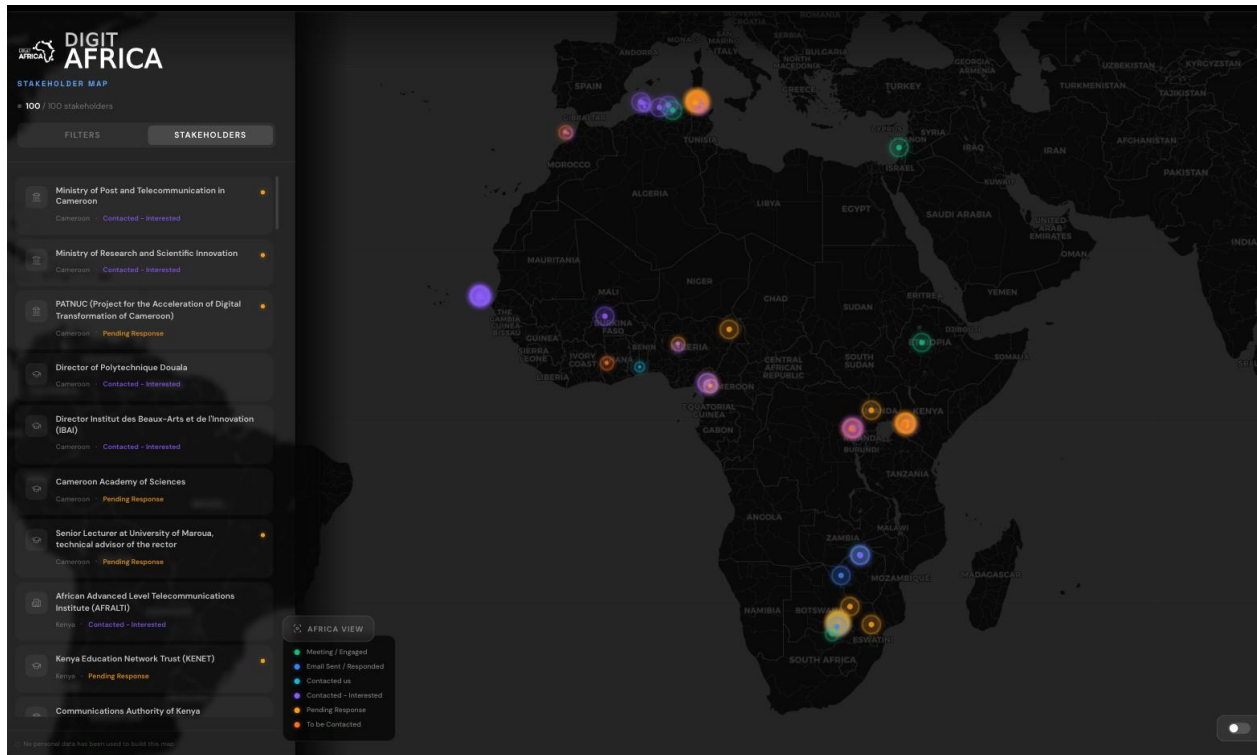 DIGIT
AFRICA
DIGIT
AFRICA
STAKEHOLDER MAP
100 / 100 stakeholders
FILTERS
STAKEHOLDERS
Ministry of Post and Telecommunication in
Cameroon
Cameroon · Contacted - Interested
Ministry of Research and Scientific Innovation
Cameroon · Contacted - Interested
PATNUC (Project for the Acceleration of Digital
Transformation of Cameroon)
Cameroon · Pending Response
Director of Polytechnique Douala
Cameroon · Contacted - Interested
Director Institut des Beaux-Arts et de l'Innovation
(IBAI)
Cameroon · Contacted - Interested
Cameroon Academy of Sciences
Cameroon · Pending Response
Senior Lecturer at University of Maroua,
technical advisor of the rector
Cameroon · Pending Response
African Advanced Level Telecommunications
Institute (AFRALTI)
Kenya · Contacted - Interested
Kenya Education Network Trust (KENET)
Kenya · Pending Response
Communications Authority of Kenya
No personal data has been used to build this map
AFRICA VIEW
Meeting / Engaged
Email Sent / Responded
Contacted us
Contacted - Interested
Pending Response
To be Contacted
CROATIA
ROMANIA
SERBIA
SAN
MARINO
ITALY
ANDORRA
BULGARIA
NORTH
MACEDONIA
GREECE
SPAIN
TURKEY
GEORGIA
ARMENIA
UZBEKISTAN
KYRGYZSTAN
TURKMENISTAN
TAJIKISTAN
GIBRALTAR
TUNISIA
SYRIA
ISRAEL
IRAQ
IRAN
AFGHANISTAN
PAKISTAN
KUWAIT
MOROCCO
ALGERIA
LIBYA
EGYPT
SAUDI ARABIA
UNITED
ARAB
EMIRATES
OMAN
INDIA
MAURITANIA
MALI
NIGER
CHAD
SUDAN
ERITREA
YEMEN
DJIBOUTI
THE
GAMBIA
GUINEA-
BISSAU
GUINEA
SIERRA
LEONE
LIBERIA
IVORY
COAST
BURKINA
FASO
BENIN
CENTRAL
AFRICAN
REPUBLIC
SOUTH
SUDAN
SOMALIA
EQUATORIAL
GUINEA
GABON
KENYA
BURUNDI
TANZANIA
ANGOLA
MALAWI
ZAMBIA
MOZAMBIQUE
MADAGASCAR
NAMIBIA
ESWATINI
SOUTH AFRICA